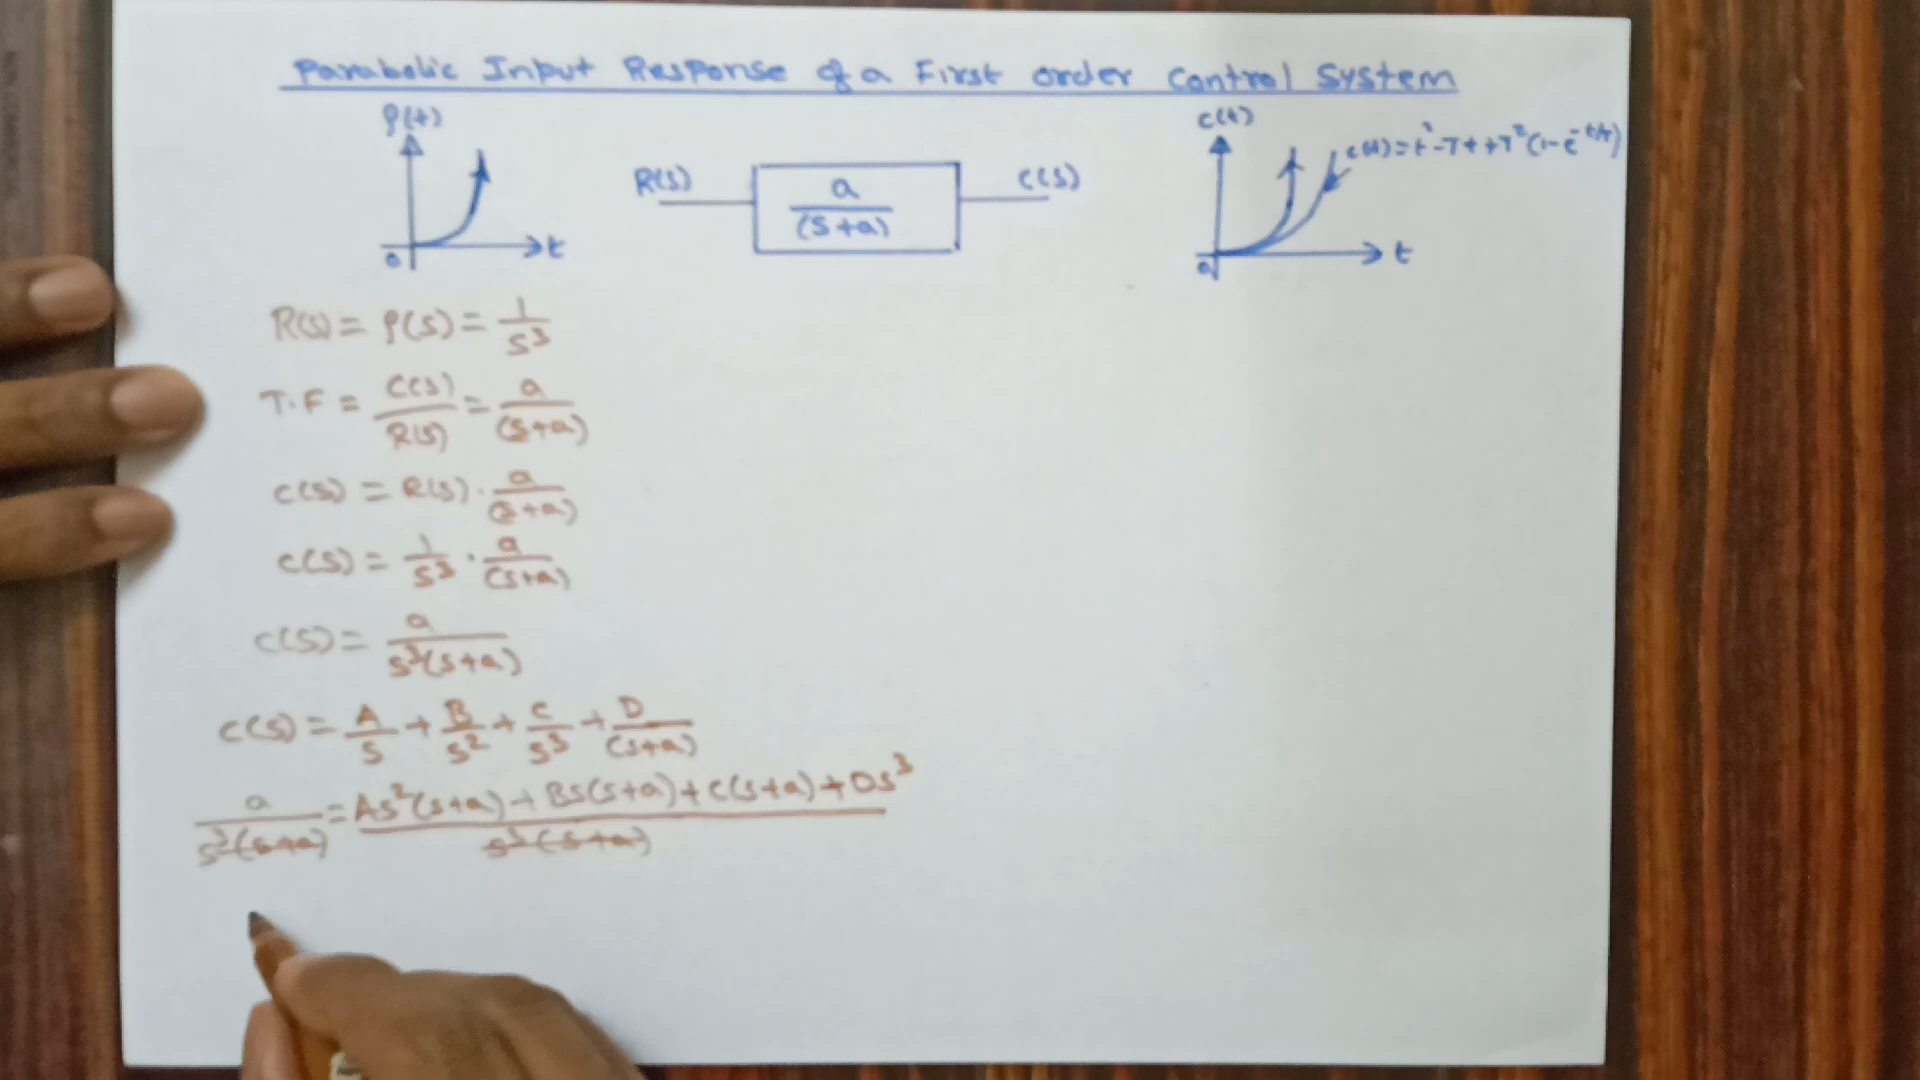 Parabolic Input Response of a First order Control System
P(t)
0
t
R(s)
a
(s+a)
C(s)
c(t)
c(t) = t²-Tt+T²(1-e^-t/T)
0
t
R(s) = P(s) = 1/s³
T.F = C(s)/R(s) = a/(s+a)
C(s) = R(s) · a/(s+a)
C(s) = 1/s³ · a/(s+a)
C(s) = a/s³(s+a)
C(s) = A/s + B/s² + C/s³ + D/(s+a)
a/s³(s+a) = As²(s+a) + Bs(s+a) + C(s+a) + Ds³/s³(s+a)